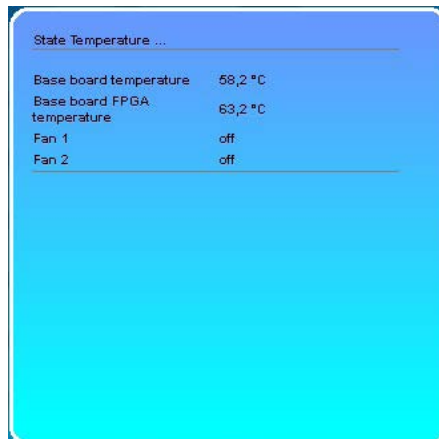 State Temperature ...
Base board temperature 58,2 °C
Base board FPGA
temperature 63,2 °C
Fan 1 off
Fan 2 off